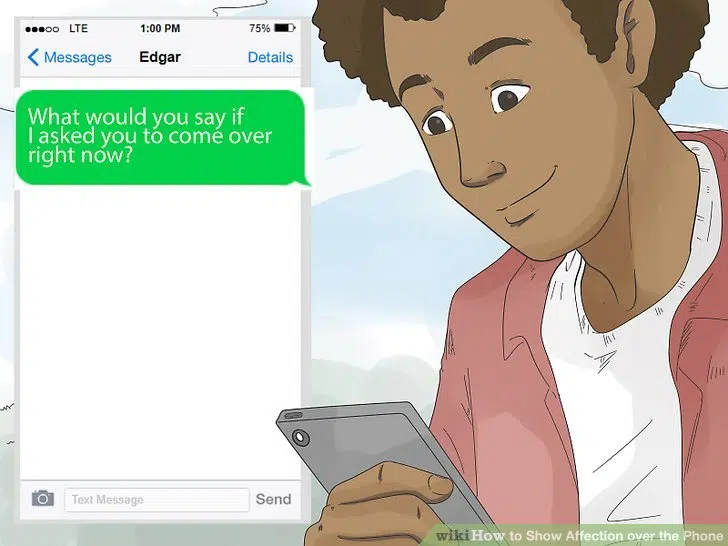 LTE 1:00 PM 75%
Messages Edgar Details
What would you say if
I asked you to come over
right now?
Text Message Send
wikiHow to Show Affection over the Phone